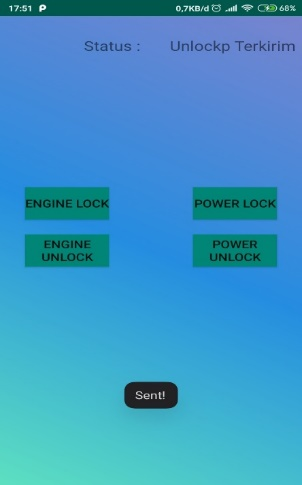 17:51 P 0,7KB/d 68%
Status : Unlockp Terkirim
ENGINE LOCK POWER LOCK
ENGINE POWER
UNLOCK UNLOCK
Sent!